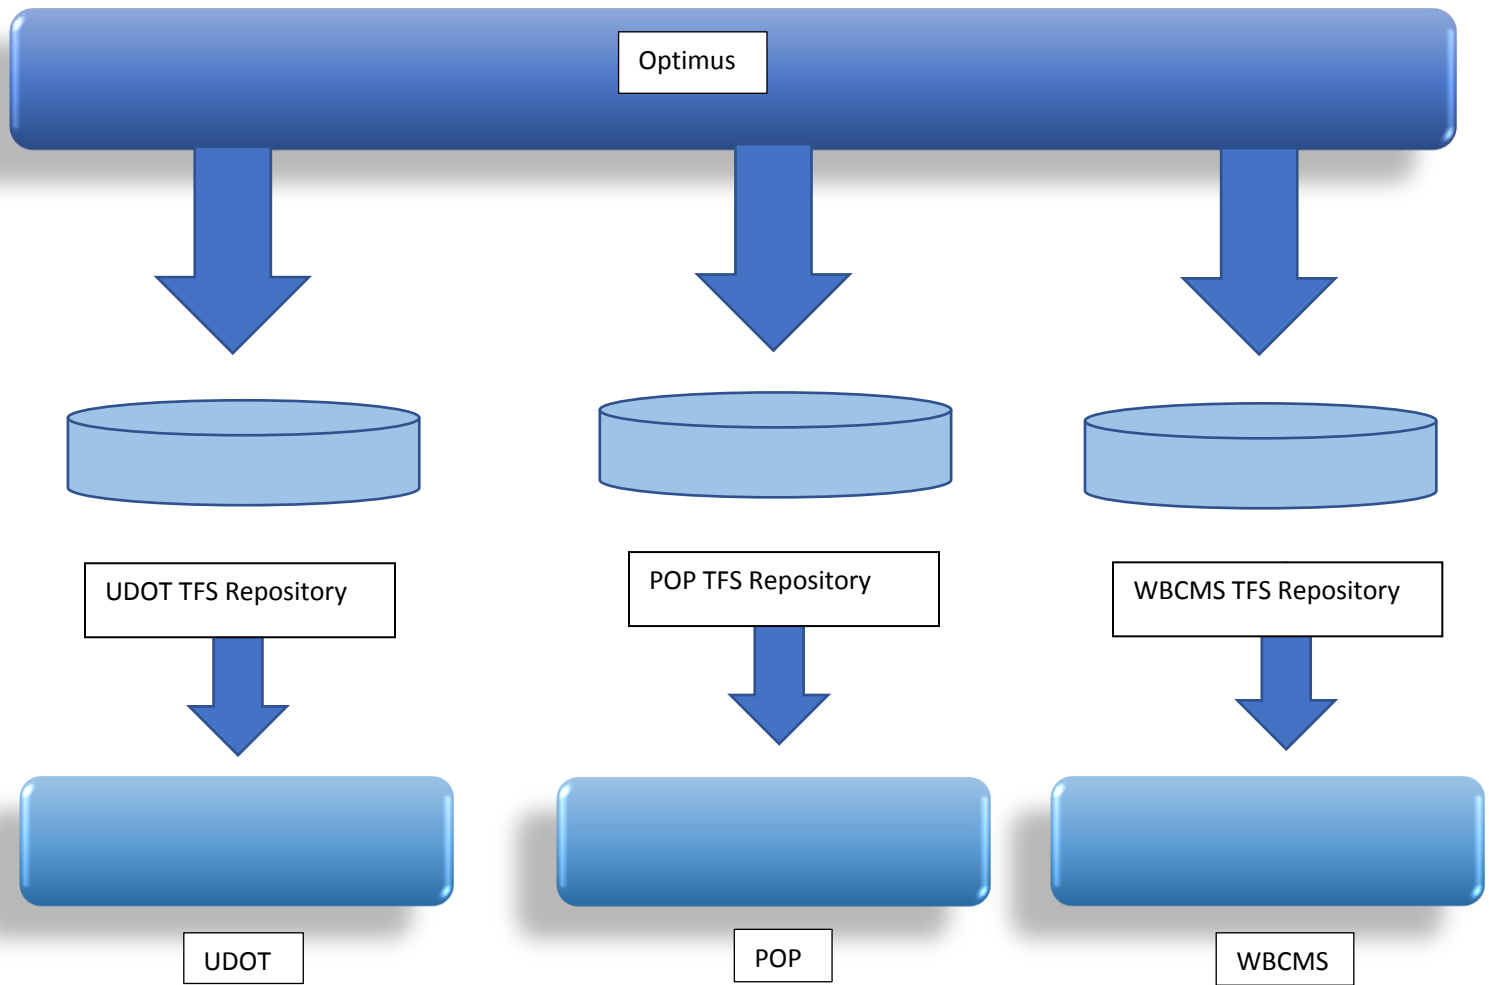 Optimus
UDOT TFS Repository
POP TFS Repository
WBCMS TFS Repository
UDOT
POP
WBCMS